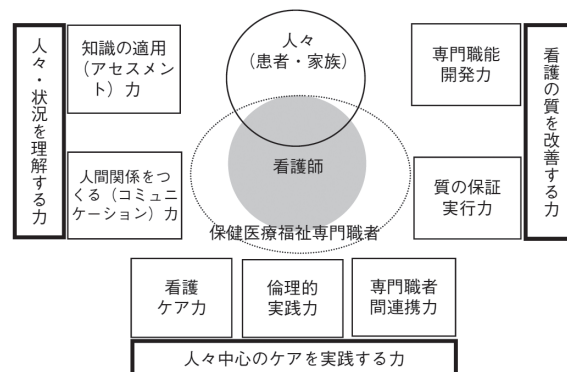 人々・状況を理解する力
知識の適用
（アセスメン
ト）力
人間関係をつ
くる（コミュニ
ケーション）力
人々
（患者・家族）
看護師
保健医療福祉専門職者
専門職能
開発力
質の保証
実行力
看護の質を改善する力
看護
ケア力
倫理的
実践力
専門職者
間連携力
人々中心のケアを実践する力